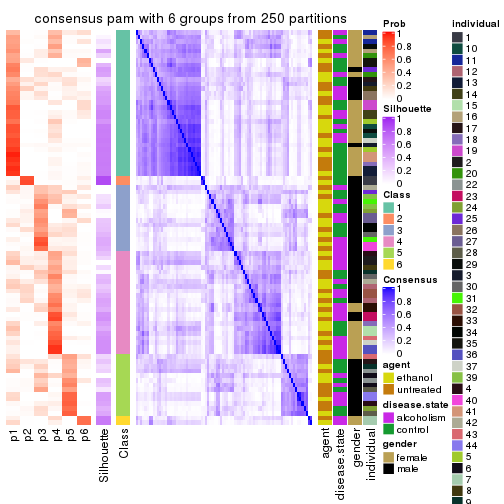 consensus pam with 6 groups from 250 partitions
p1
p2
p3
p4
p5
p6
Silhouette
Class
agent
disease.state
gender
individual
Prob
1
0.8
0.6
0.4
0.2
0
Silhouette
1
0.8
0.6
0.4
0.2
0
Class
1
2
3
4
5
6
Consensus
1
0.8
0.6
0.4
0.2
0
agent
ethanol
untreated
disease.state
alcoholism
control
gender
female
male
individual
1
10
11
12
13
14
15
16
17
18
19
2
20
22
23
24
25
26
27
28
29
3
30
31
32
33
34
35
36
37
39
4
40
41
42
43
44
5
6
7
8
9